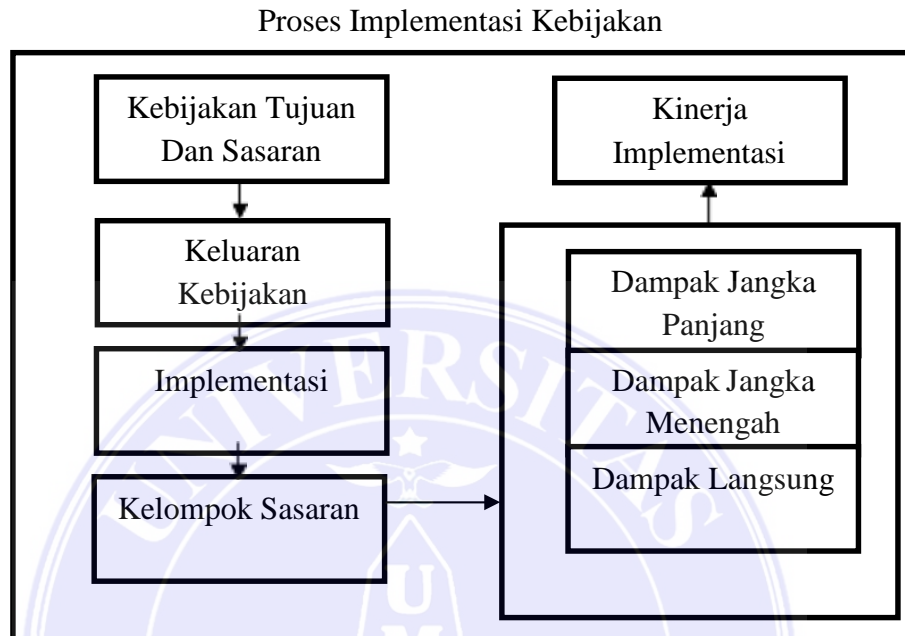 Proses Implementasi Kebijakan
Kebijakan Tujuan
Dan Sasaran
Keluaran
Kebijakan
Implementasi
Kelompok Sasaran
Kinerja
Implementasi
Dampak Jangka
Panjang
Dampak Jangka
Menengah
Dampak Langsung
UNIVERSITAS
U